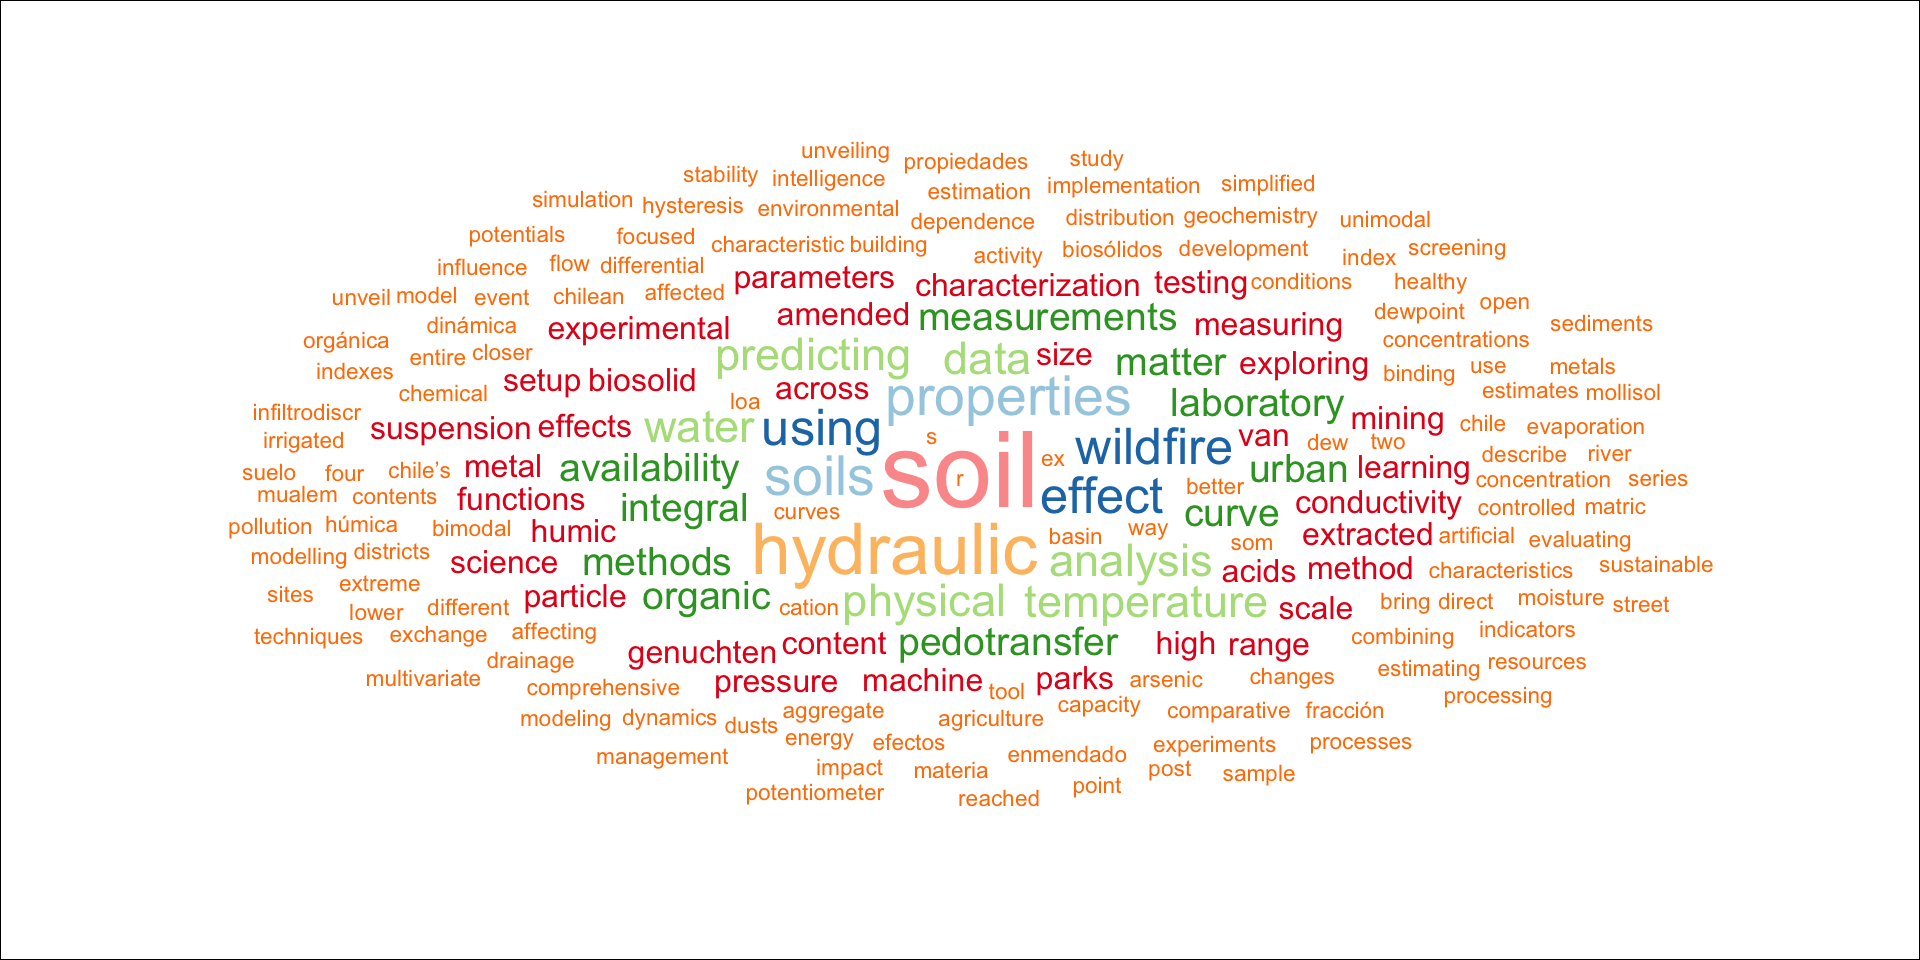 unveiling
propiedades
study
stability
intelligence
estimation
implementation
simplified
simulation
hysteresis
environmental
dependence
distribution
geochemistry
unimodal
potentials
focused
characteristic
building
activity
biosólidos
development
index
screening
influence
flow
differential
parameters
characterization
testing
conditions
healthy
unveil
model
event
chilean
affected
amended
measurements
measuring
dewpoint
open
orgánica
dinámica
experimental
sediments
entire
closer
predicting
data
size
matter
exploring
concentrations
indexes
chemical
setup
biosolid
across
properties
binding
use
metals
loa
laboratory
estimates
mollisol
infiltrodiscr
irrigated
suspension
effects
water
using
s
wildfire
van
mining
chile
evaporation
dew
two
suelo
four
chile’s
metal
availability
soils
soil
ex
urban
learning
describe
river
mualem
contents
functions
integral
r
effect
better
concentration
series
pollution
húmica
bimodal
humic
curves
curve
conductivity
controlled
matric
modelling
districts
science
methods
hydraulic
basin
way
som
extracted
artificial
evaluating
analysis
acids
method
characteristics
sustainable
sites
extreme
lower
different
particle
organic
cation
physical
temperature
scale
bring
direct
moisture
street
techniques
exchange
affecting
genuchten
content
pedotransfer
high
range
combining
indicators
drainage
multivariate
comprehensive
pressure
machine
tool
parks
arsenic
changes
estimating
resources
processing
modeling
dynamics
dusts
aggregate
agriculture
capacity
comparative
fracción
management
energy
efectos
enmendado
experiments
processes
impact
materia
post
sample
potentiometer
reached
point